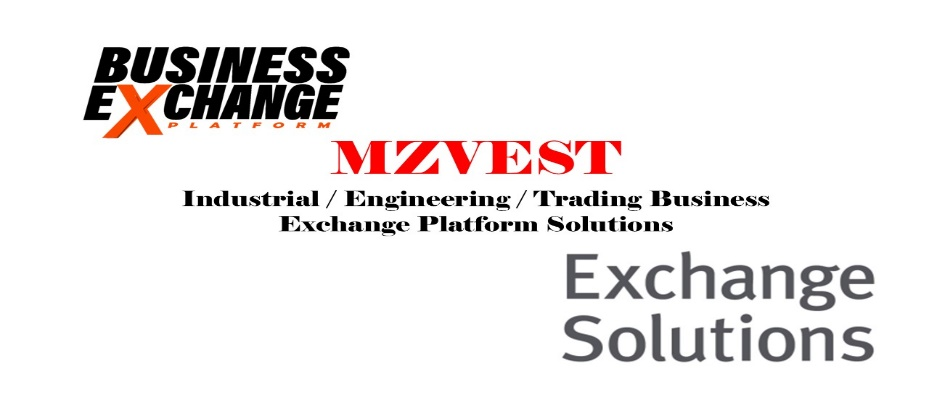 BUSINESS
EXCHANGE
PLATFORM
MZVEST
Industrial / Engineering / Trading Business
Exchange Platform Solutions
Exchange
Solutions